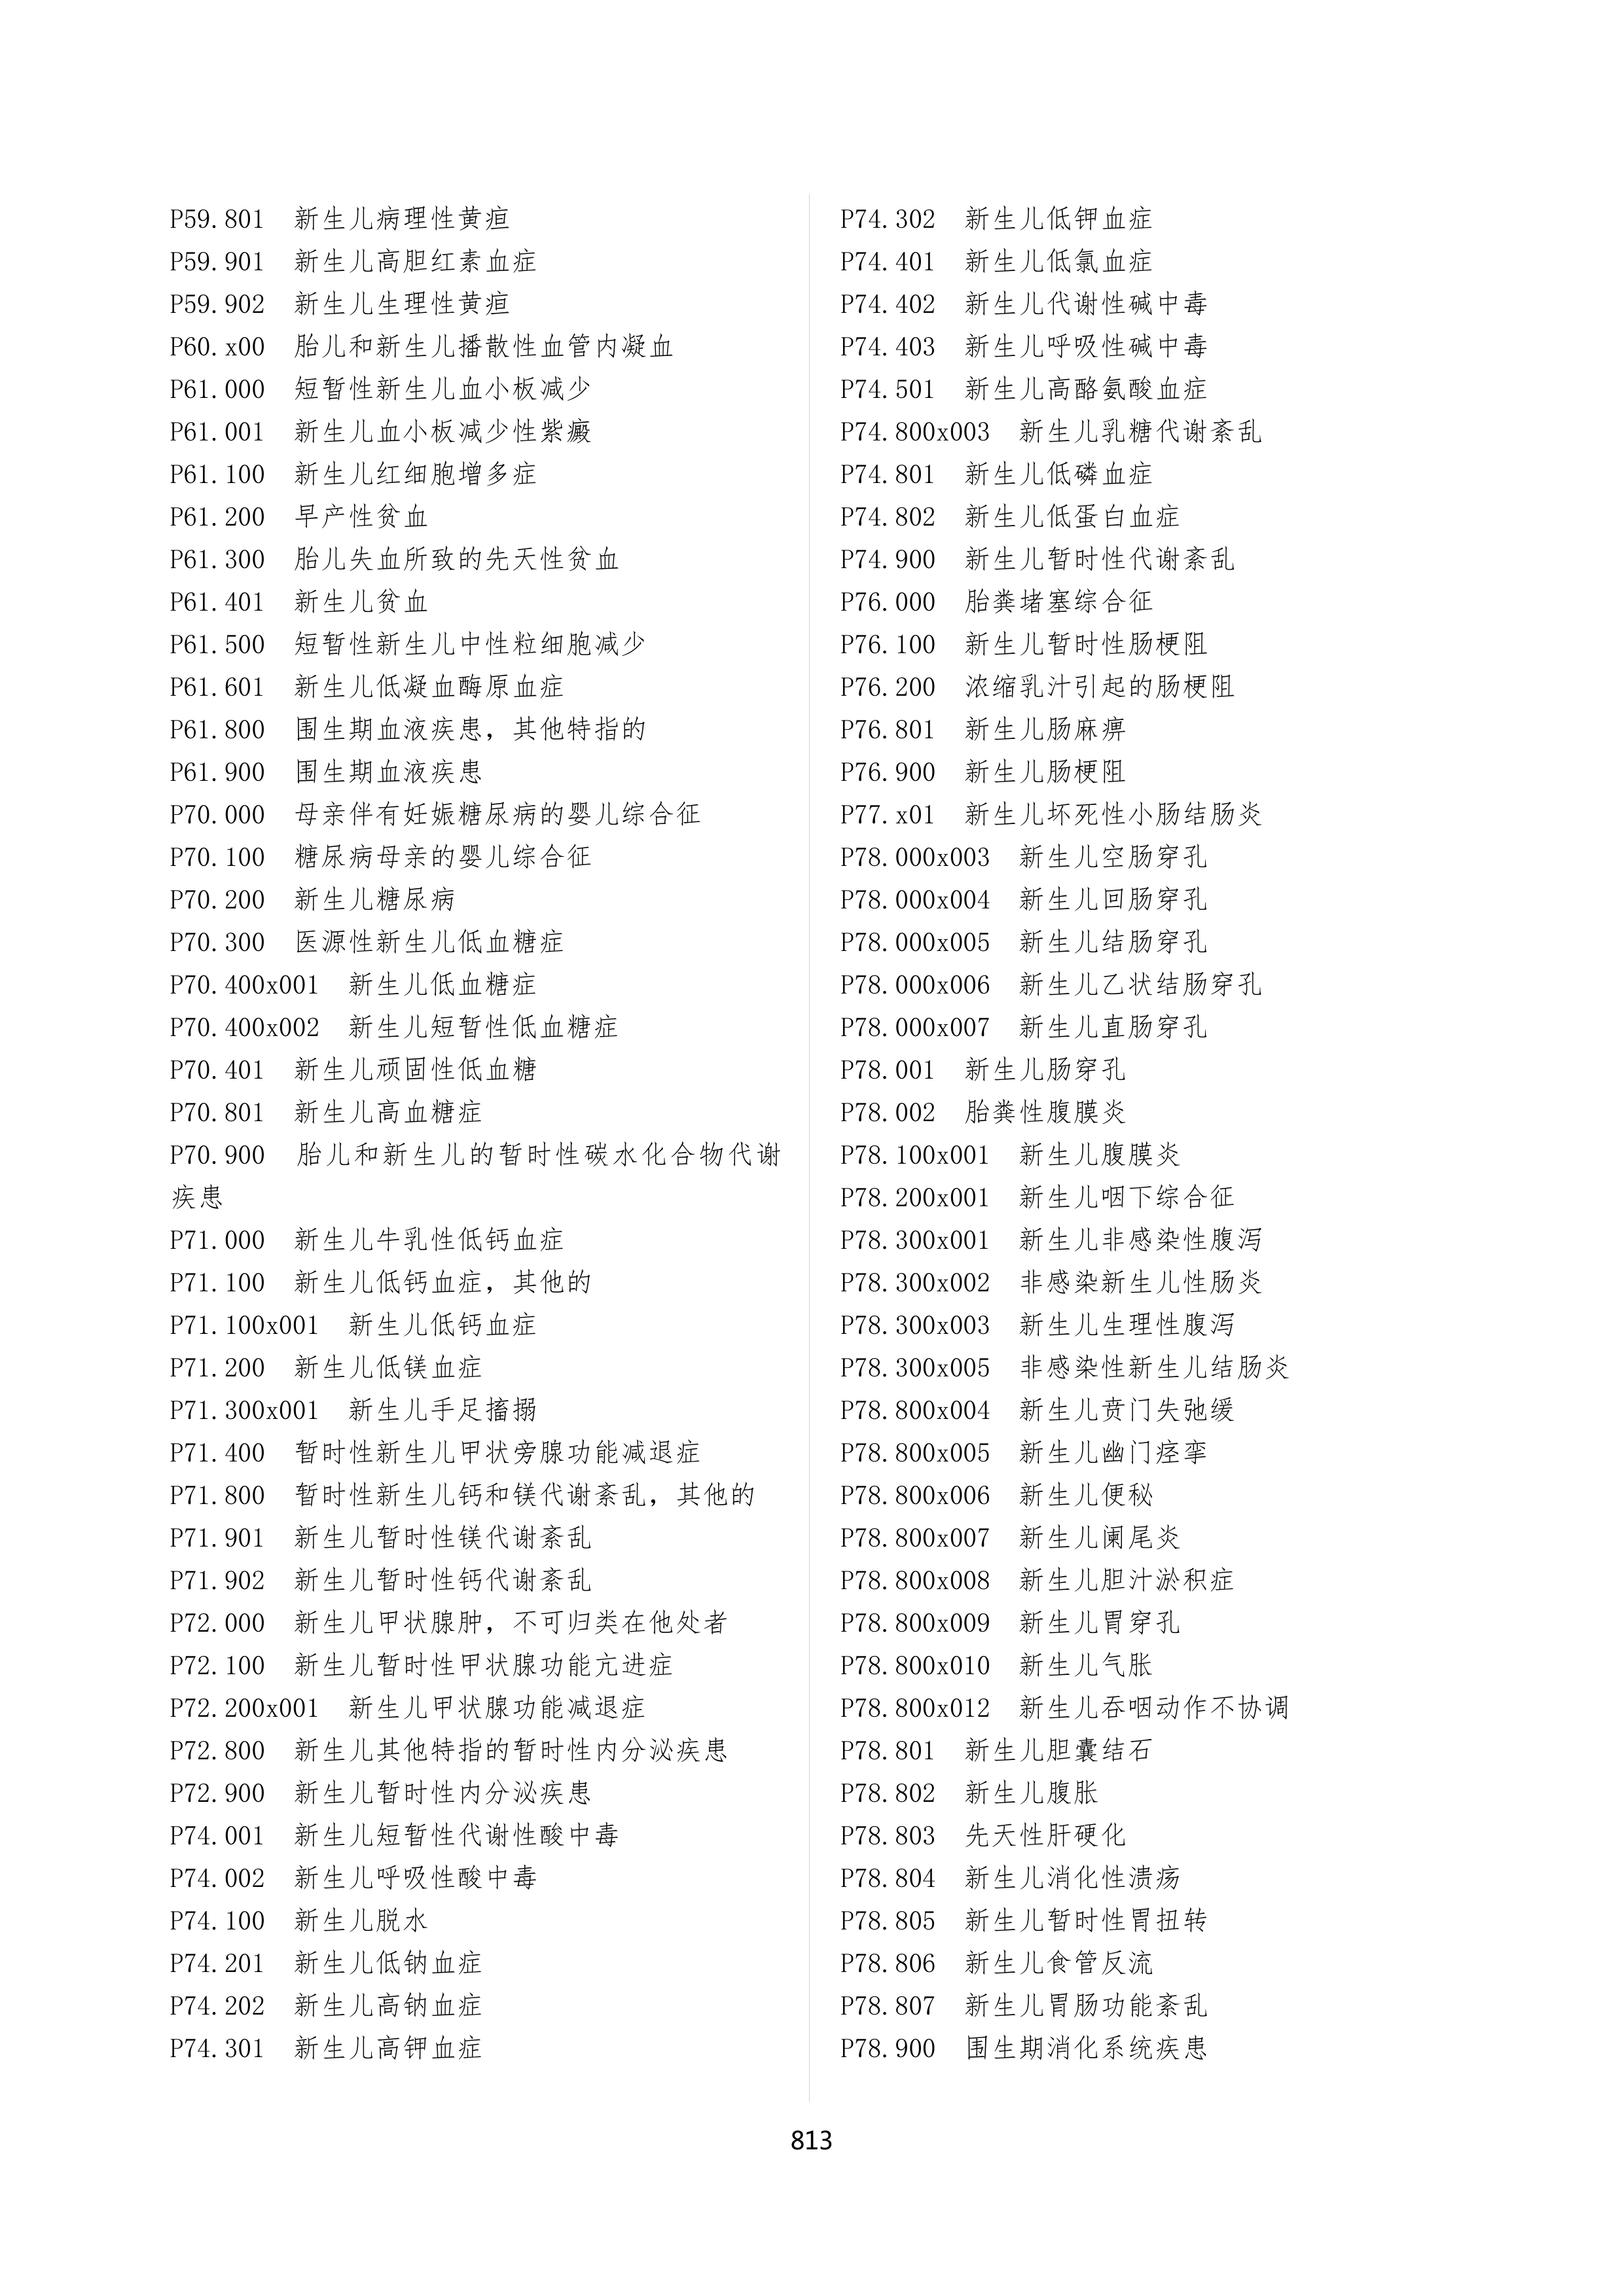 P59.801 新生儿病理性黄疸
P59.901 新生儿高胆红素血症
P59.902 新生儿生理性黄疸
P60.x00 胎儿和新生儿播散性血管内凝血
P61.000 短暂性新生儿血小板减少
P61.001 新生儿血小板减少性紫癜
P61.100 新生儿红细胞增多症
P61.200 早产性贫血
P61.300 胎儿失血所致的先天性贫血
P61.401 新生儿贫血
P61.500 短暂性新生儿中性粒细胞减少
P61.601 新生儿低凝血酶原血症
P61.800 围生期血液疾患，其他特指的
P61.900 围生期血液疾患
P70.000 母亲伴有妊娠糖尿病的婴儿综合征
P70.100 糖尿病母亲的婴儿综合征
P70.200 新生儿糖尿病
P70.300 医源性新生儿低血糖症
P70.400x001 新生儿低血糖症
P70.400x002 新生儿短暂性低血糖症
P70.401 新生儿顽固性低血糖
P70.801 新生儿高血糖症
P70.900 胎儿和新生儿的暂时性碳水化合物代谢
疾患
P71.000 新生儿牛乳性低钙血症
P71.100 新生儿低钙血症，其他的
P71.100x001 新生儿低钙血症
P71.200 新生儿低镁血症
P71.300x001 新生儿手足搐搦
P71.400 暂时性新生儿甲状旁腺功能减退症
P71.800 暂时性新生儿钙和镁代谢紊乱，其他的
P71.901 新生儿暂时性镁代谢紊乱
P71.902 新生儿暂时性钙代谢紊乱
P72.000 新生儿甲状腺肿，不可归类在他处者
P72.100 新生儿暂时性甲状腺功能亢进症
P72.200x001 新生儿甲状腺功能减退症
P72.800 新生儿其他特指的暂时性内分泌疾患
P72.900 新生儿暂时性内分泌疾患
P74.001 新生儿短暂性代谢性酸中毒
P74.002 新生儿呼吸性酸中毒
P74.100 新生儿脱水
P74.201 新生儿低钠血症
P74.202 新生儿高钠血症
P74.301 新生儿高钾血症
P74.302 新生儿低钾血症
P74.401 新生儿低氯血症
P74.402 新生儿代谢性碱中毒
P74.403 新生儿呼吸性碱中毒
P74.501 新生儿高酪氨酸血症
P74.800x003 新生儿乳糖代谢紊乱
P74.801 新生儿低磷血症
P74.802 新生儿低蛋白血症
P74.900 新生儿暂时性代谢紊乱
P76.000 胎粪堵塞综合征
P76.100 新生儿暂时性肠梗阻
P76.200 浓缩乳汁引起的肠梗阻
P76.801 新生儿肠麻痹
P76.900 新生儿肠梗阻
P77.x01 新生儿坏死性小肠结肠炎
P78.000x003 新生儿空肠穿孔
P78.000x004 新生儿回肠穿孔
P78.000x005 新生儿结肠穿孔
P78.000x006 新生儿乙状结肠穿孔
P78.000x007 新生儿直肠穿孔
P78.001 新生儿肠穿孔
P78.002 胎粪性腹膜炎
P78.100x001 新生儿腹膜炎
P78.200x001 新生儿咽下综合征
P78.300x001 新生儿非感染性腹泻
P78.300x002 非感染新生儿性肠炎
P78.300x003 新生儿生理性腹泻
P78.300x005 非感染性新生儿结肠炎
P78.800x004 新生儿贲门失弛缓
P78.800x005 新生儿幽门痉挛
P78.800x006 新生儿便秘
P78.800x007 新生儿阑尾炎
P78.800x008 新生儿胆汁淤积症
P78.800x009 新生儿胃穿孔
P78.800x010 新生儿气胀
P78.800x012 新生儿吞咽动作不协调
P78.801 新生儿胆囊结石
P78.802 新生儿腹胀
P78.803 先天性肝硬化
P78.804 新生儿消化性溃疡
P78.805 新生儿暂时性胃扭转
P78.806 新生儿食管反流
P78.807 新生儿胃肠功能紊乱
P78.900 围生期消化系统疾患
813